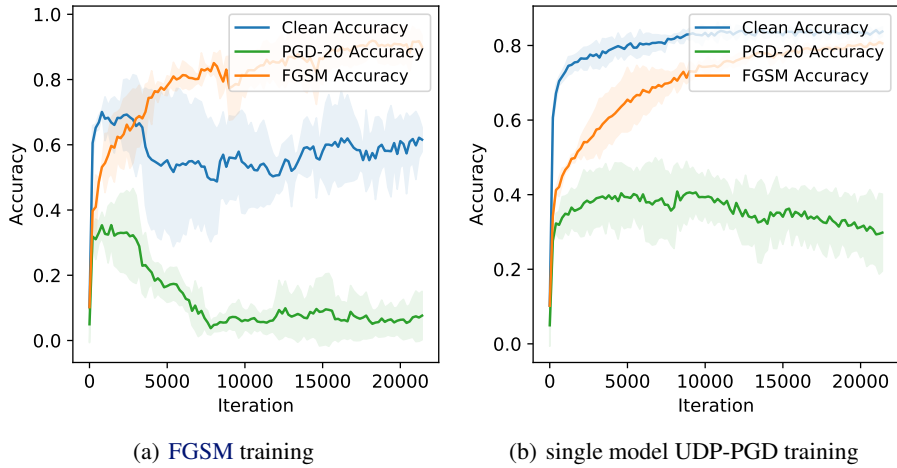 Clean Accuracy
PGD-20 Accuracy
FGSM Accuracy
1.0
0.8
0.6
0.4
0.2
0.0
Accuracy
0 5000 10000 15000 20000
Iteration
(a) FGSM training
Clean Accuracy
PGD-20 Accuracy
FGSM Accuracy
0.8
0.6
0.4
0.2
0.0
Accuracy
0 5000 10000 15000 20000
Iteration
(b) single model UDP-PGD training